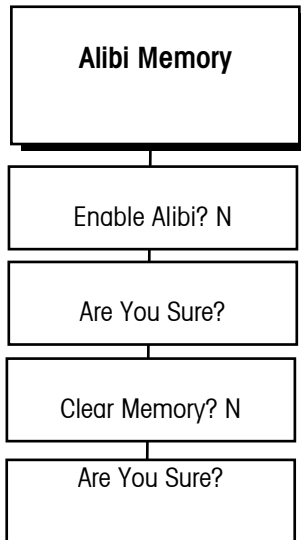 Alibi Memory
Enable Alibi? N
Are You Sure?
Clear Memory? N
Are You Sure?